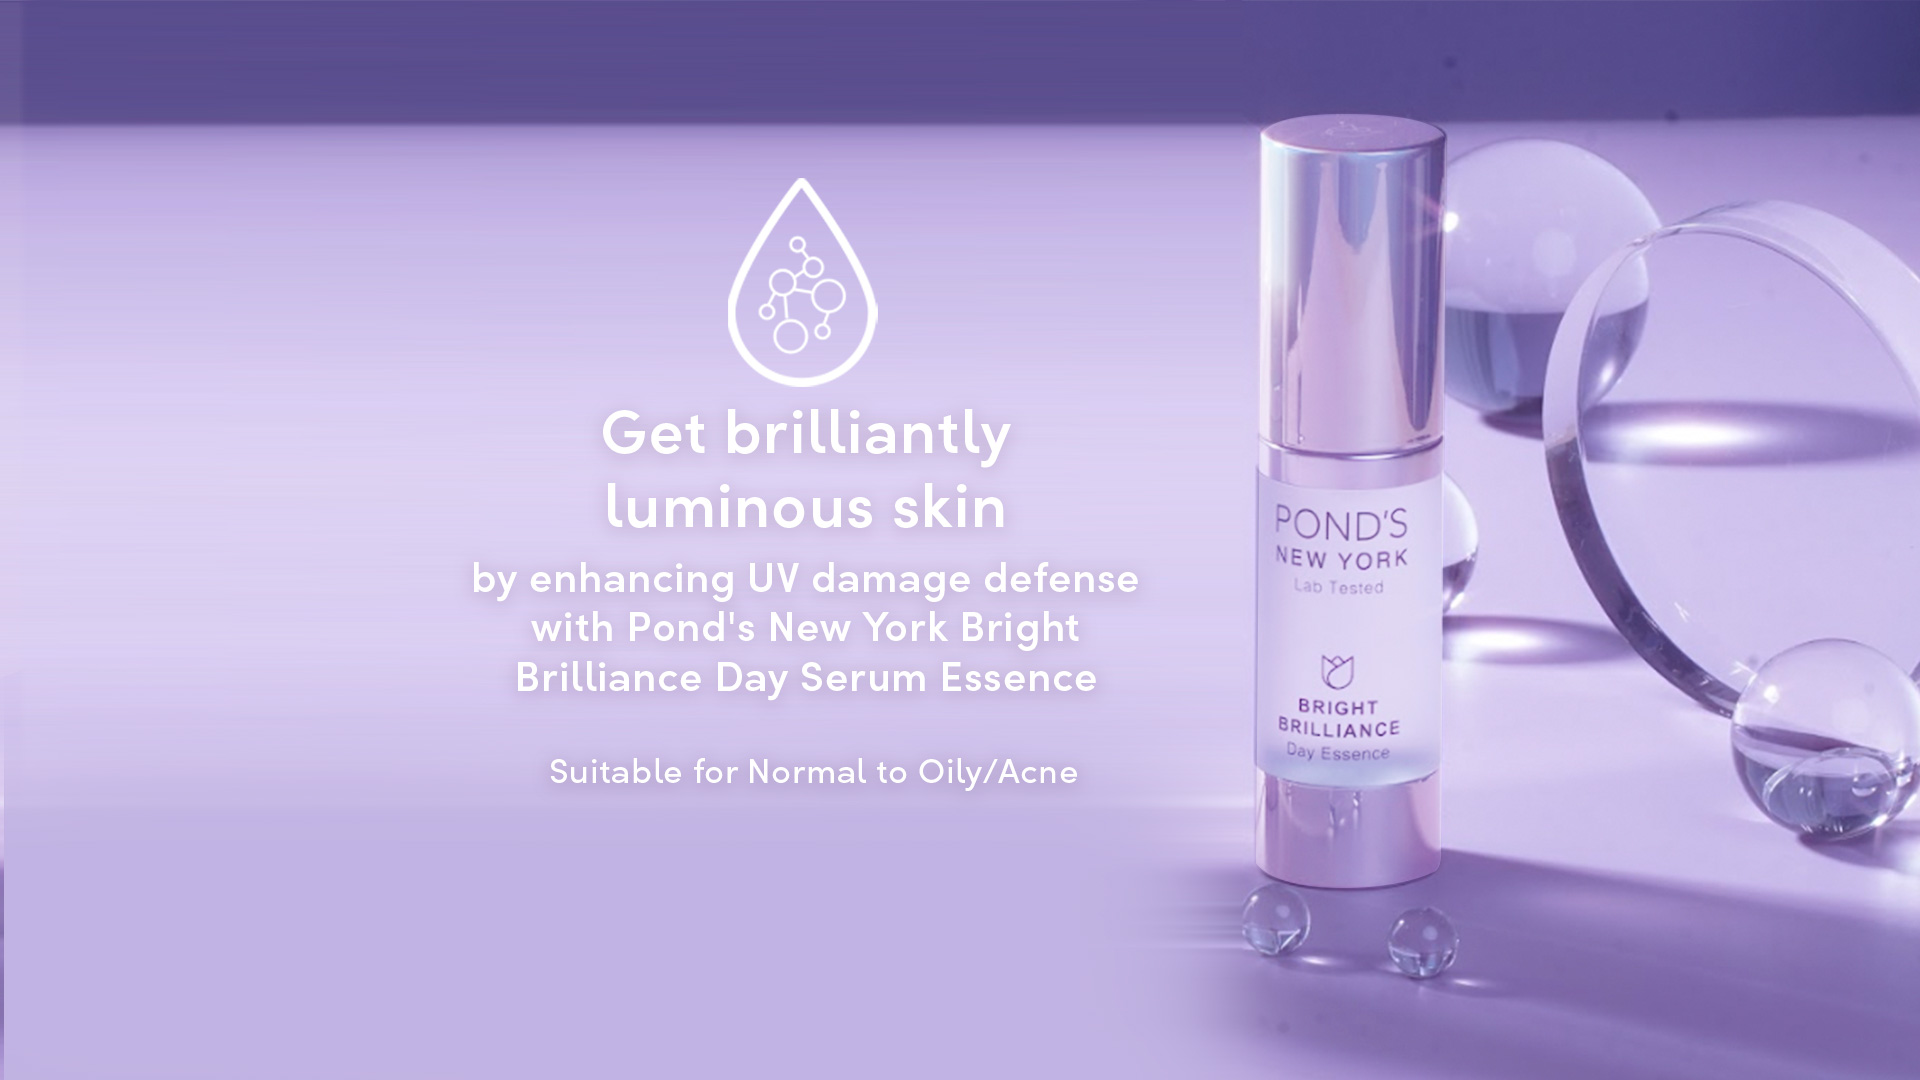 Get brilliantly
luminous skin
by enhancing UV damage defense
with Pond's New York Bright
Brilliance Day Serum Essence
Suitable for Normal to Oily/Acne
POND'S
NEW YORK
Lab Tested
BRIGHT
BRILLIANCE
Day Essence